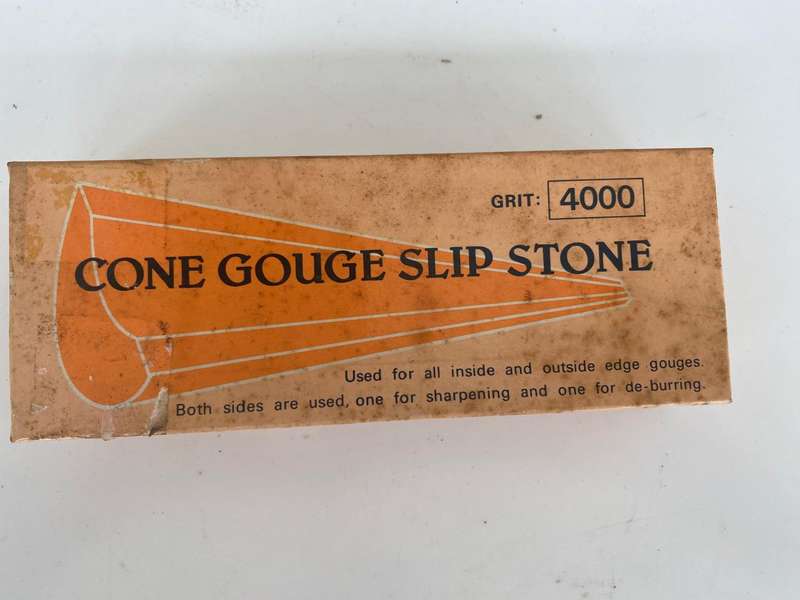 GRIT: 4000
CONE GOUGE SLIP STONE
Used for all inside and outside edge gouges.
Both sides are used, one for sharpening and one for de-burring.